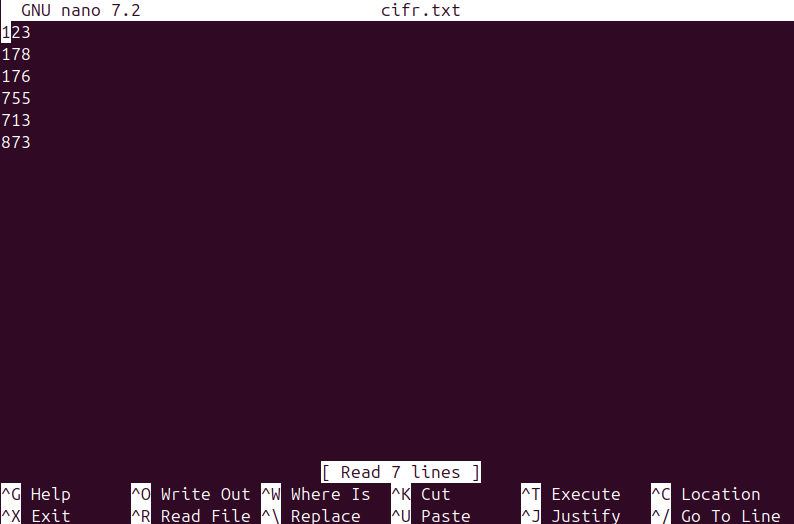 GNU nano 7.2 cifr.txt
123
178
176
755
713
873
[ Read 7 lines ]
^G Help ^O Write Out ^W Where Is ^K Cut ^T Execute ^C Location
^X Exit ^R Read File ^\ Replace ^U Paste ^J Justify ^/ Go To Line